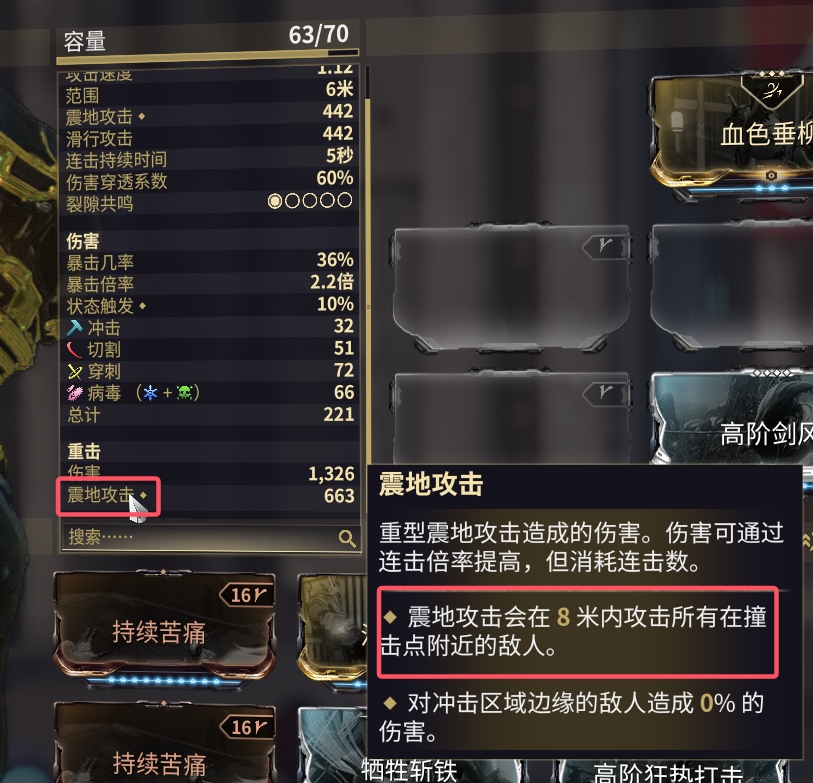 容量 63/70
攻击速度 1.12
范围 6米
震地攻击 442
滑行攻击 442
连击持续时间 5秒
伤害穿透系数 60%
裂隙共鸣
伤害
暴击几率 36%
暴击倍率 2.2倍
状态触发 10%
冲击 32
切割 51
穿刺 72
病毒 ( + ) 66
总计 221
重击
伤害 1,326
震地攻击 663
搜索……
血色垂柳
高阶剑风
震地攻击
重型震地攻击造成的伤害。伤害可通过
连击倍率提高，但消耗连击数。
震地攻击会在 8 米内攻击所有在撞
击点附近的敌人。
对冲击区域边缘的敌人造成 0% 的
伤害。
16
持续苦痛
16
持续苦痛
牺牲斩铁
高阶狂热打击